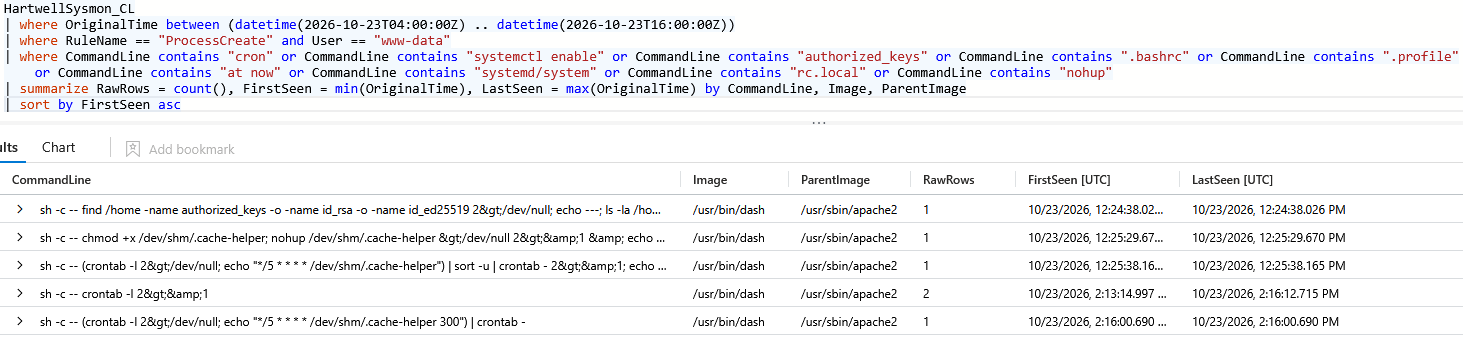 HartwellSysmon_CL
| where OriginalTime between (datetime(2026-10-23T04:00:00Z) .. datetime(2026-10-23T16:00:00Z))
| where RuleName == "ProcessCreate" and User == "www-data"
| where CommandLine contains "cron" or CommandLine contains "systemctl enable" or CommandLine contains "authorized_keys" or CommandLine contains ".bashrc" or CommandLine contains ".profile"
or CommandLine contains "at now" or CommandLine contains "systemd/system" or CommandLine contains "rc.local" or CommandLine contains "nohup"
| summarize RawRows = count(), FirstSeen = min(OriginalTime), LastSeen = max(OriginalTime) by CommandLine, Image, ParentImage
| sort by FirstSeen asc
...
ults Chart Add bookmark
CommandLine Image ParentImage RawRows FirstSeen [UTC] LastSeen [UTC]
sh -c -- find /home -name authorized_keys -o -name id_rsa -o -name id_ed25519 2&gt;/dev/null; echo ---; ls -la /ho... /usr/bin/dash /usr/sbin/apache2 1 10/23/2026, 12:24:38.02... 10/23/2026, 12:24:38.026 PM
sh -c -- chmod +x /dev/shm/.cache-helper; nohup /dev/shm/.cache-helper &gt;/dev/null 2&gt;&amp;1 &amp; echo ... /usr/bin/dash /usr/sbin/apache2 1 10/23/2026, 12:25:29.67... 10/23/2026, 12:25:29.670 PM
sh -c -- (crontab -l 2&gt;/dev/null; echo "*/5 * * * * /dev/shm/.cache-helper") | sort -u | crontab - 2&gt;&amp;1; echo ... /usr/bin/dash /usr/sbin/apache2 1 10/23/2026, 12:25:38.16... 10/23/2026, 12:25:38.165 PM
sh -c -- crontab -l 2&gt;&amp;1 /usr/bin/dash /usr/sbin/apache2 2 10/23/2026, 2:13:14.997 ... 10/23/2026, 2:16:12.715 PM
sh -c -- (crontab -l 2&gt;/dev/null; echo "*/5 * * * * /dev/shm/.cache-helper 300") | crontab - /usr/bin/dash /usr/sbin/apache2 1 10/23/2026, 2:16:00.690 ... 10/23/2026, 2:16:00.690 PM